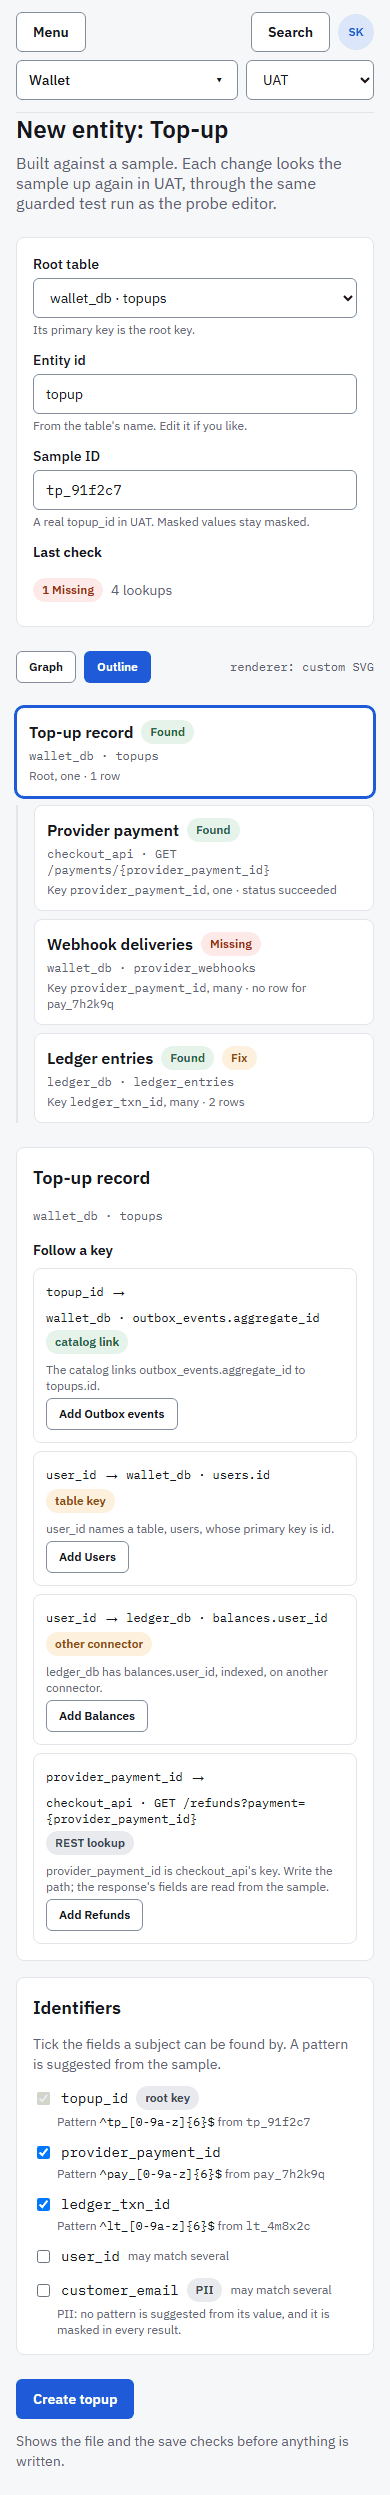 Menu
Search
SK
Wallet
UAT
New entity: Top-up
Built against a sample. Each change looks the
sample up again in UAT, through the same
guarded test run as the probe editor.
Root table
wallet_db · topups
Its primary key is the root key.
Entity id
topup
From the table's name. Edit it if you like.
Sample ID
tp_91f2c7
A real topup_id in UAT. Masked values stay masked.
Last check
1 Missing 4 lookups
Graph
Outline
renderer: custom SVG
Top-up record Found
wallet_db · topups
Root, one · 1 row
Provider payment Found
checkout_api · GET
/payments/{provider_payment_id}
Key provider_payment_id, one · status succeeded
Webhook deliveries Missing
wallet_db · provider_webhooks
Key provider_payment_id, many · no row for
pay_7h2k9q
Ledger entries Found Fix
ledger_db · ledger_entries
Key ledger_txn_id, many · 2 rows
Top-up record
wallet_db · topups
Follow a key
topup_id →
wallet_db · outbox_events.aggregate_id
catalog link
The catalog links outbox_events.aggregate_id to
topups.id.
Add Outbox events
user_id → wallet_db · users.id
table key
user_id names a table, users, whose primary key is id.
Add Users
user_id → ledger_db · balances.user_id
other connector
ledger_db has balances.user_id, indexed, on another
connector.
Add Balances
provider_payment_id →
checkout_api · GET /refunds?payment=
{provider_payment_id}
REST lookup
provider_payment_id is checkout_api's key. Write the
path; the response's fields are read from the sample.
Add Refunds
Identifiers
Tick the fields a subject can be found by. A pattern
is suggested from the sample.
topup_id root key
Pattern ^tp_[0-9a-z]{6}$ from tp_91f2c7
provider_payment_id
Pattern ^pay_[0-9a-z]{6}$ from pay_7h2k9q
ledger_txn_id
Pattern ^lt_[0-9a-z]{6}$ from lt_4m8x2c
user_id may match several
customer_email PII may match several
PII: no pattern is suggested from its value, and it is
masked in every result.
Create topup
Shows the file and the save checks before anything is
written.